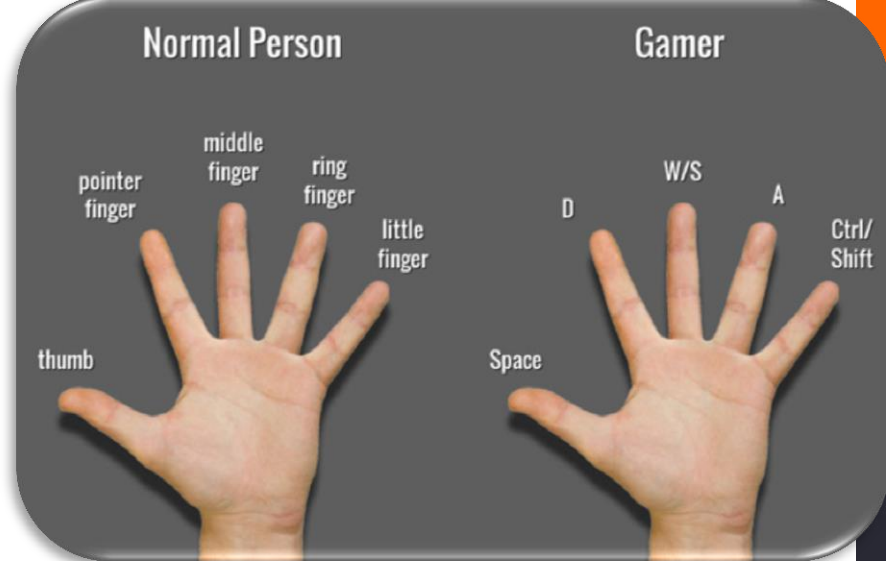 Normal Person
pointer
finger
middle
finger
ring
finger
little
finger
thumb
Gamer
D
W/S
A
Ctrl/
Shift
Space